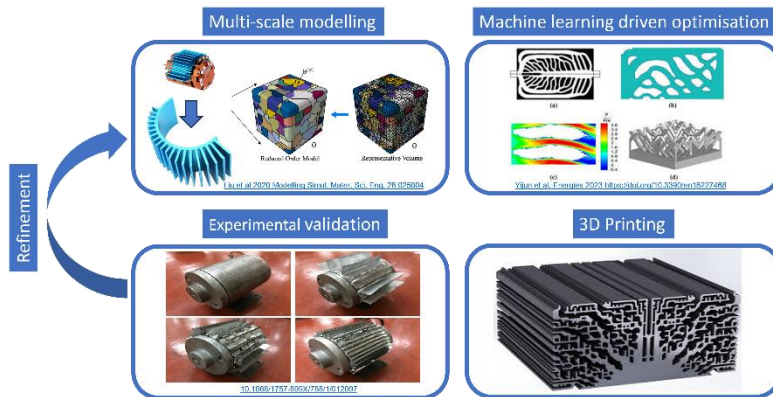 Multi-scale modelling
Machine learning driven optimisation
Reduced Order Model
Representative Volume
Θ
Θ
Liu et al 2020 Modelling Simul. Mater. Sci. Eng. 28 025004
(a)
(b)
(c)
(d)
Yijun et al. Energies 2023 https://doi.org/10.3390/en16227468
Refinement
Experimental validation
3D Printing
10.1088/1757-899X/788/1/012097